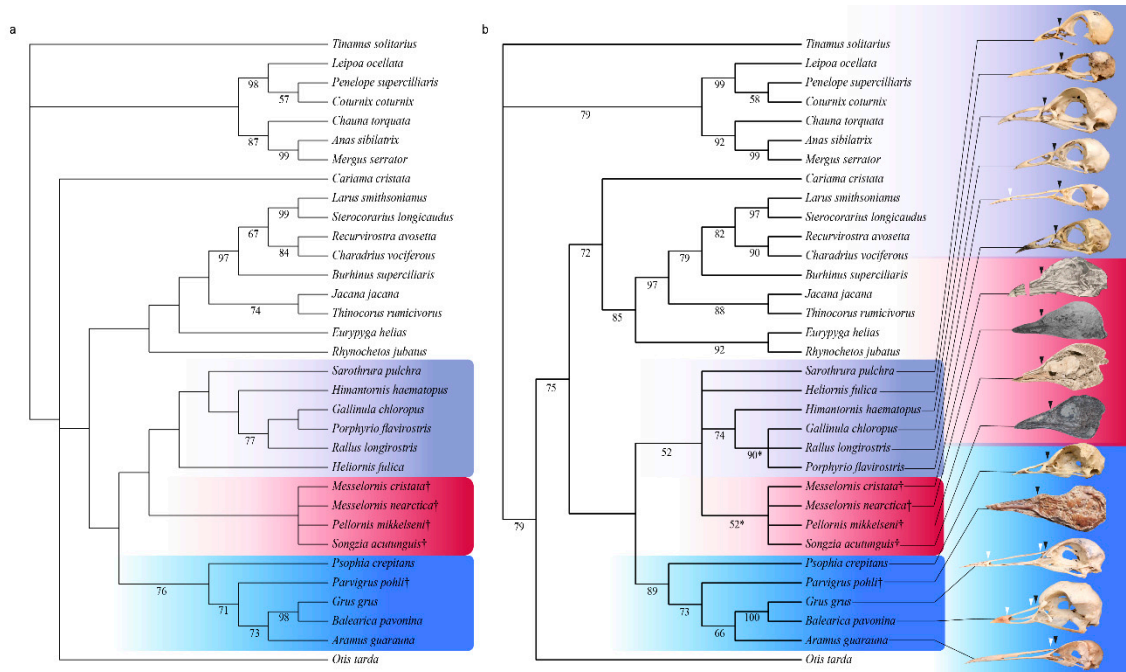 a
Tinamus solitarius
Leipoa ocellata
98
Penelope supercilliaris
57
Coturnix coturnix
Chauna torquata
87
Anas sibilatrix
99
Mergus serrator
Cariama cristata
Larus smithsonianus
99
Sterocorarius longicaudus
67
Recurvirostra avosetta
97
84
Charadrius vociferous
Burhinus superciliaris
Jacana jacana
74
Thinocorus rumicivorus
Eurypyga helias
Rhynochetos jubatus
Sarothrura pulchra
Himantornis haematopus
Gallinula chloropus
Porphyrio flavirostris
77
Rallus longirostris
Heliornis fulica
Messelornis cristata†
Messelornis nearctica†
Pellornis mikkelseni†
Songzia acutunguis†
Psophia crepitans
76
Parvigrus pohli†
71
Grus grus
98
Balearica pavonina
73
Aramus guarauna
Otis tarda
b
Tinamus solitarius
Leipoa ocellata
99
Penelope supercilliaris
58
Coturnix coturnix
79
Chauna torquata
92
Anas sibilatrix
99
Mergus serrator
Cariama cristata
Larus smithsonianus
97
Sterocorarius longicaudus
82
Recurvirostra avosetta
90
Charadrius vociferous
72
79
Burhinus superciliaris
97
Jacana jacana
88
Thinocorus rumicivorus
85
Eurypyga helias
92
Rhynochetos jubatus
Sarothrura pulchra
75
Heliornis fulica
Himantornis haematopus
74
Gallinula chloropus
52
90*
Rallus longirostris
Porphyrio flavirostris
Messelornis cristata†
Messelornis nearctica†
52*
Pellornis mikkelseni†
79
Songzia acutunguis†
Psophia crepitans
89
Parvigrus pohli†
73
Grus grus
100
Balearica pavonina
66
Aramus guarauna
Otis tarda